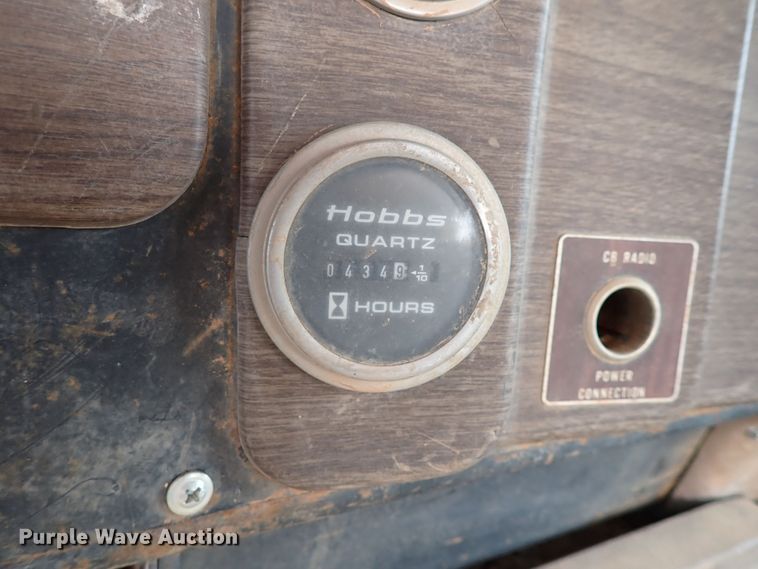 Hobbs
QUARTZ
04349 1/10
HOURS
CB RADIO
POWER
CONNECTION
Purple Wave Auction